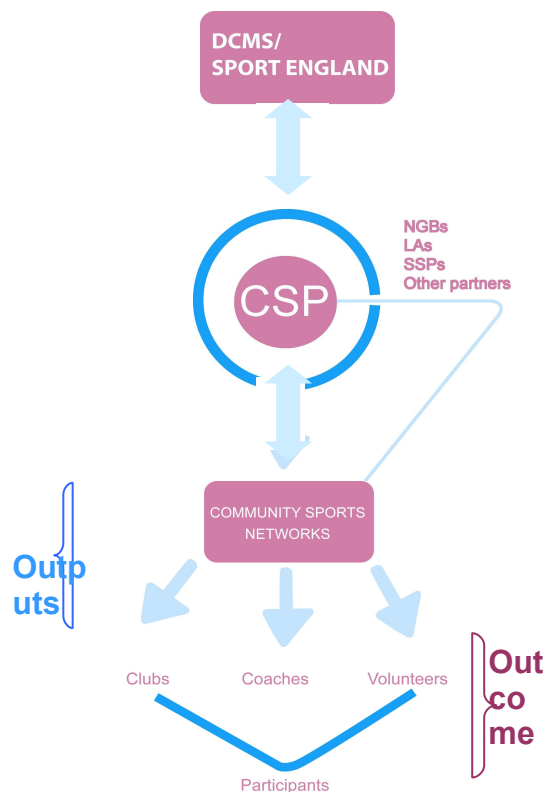 DCMS/
SPORT ENGLAND
NGBs
LAs
SSPs
Other partners
CSP
COMMUNITY SPORTS
NETWORKS
Outp
uts
Clubs
Coaches
Volunteers
Out
co
me
Participants